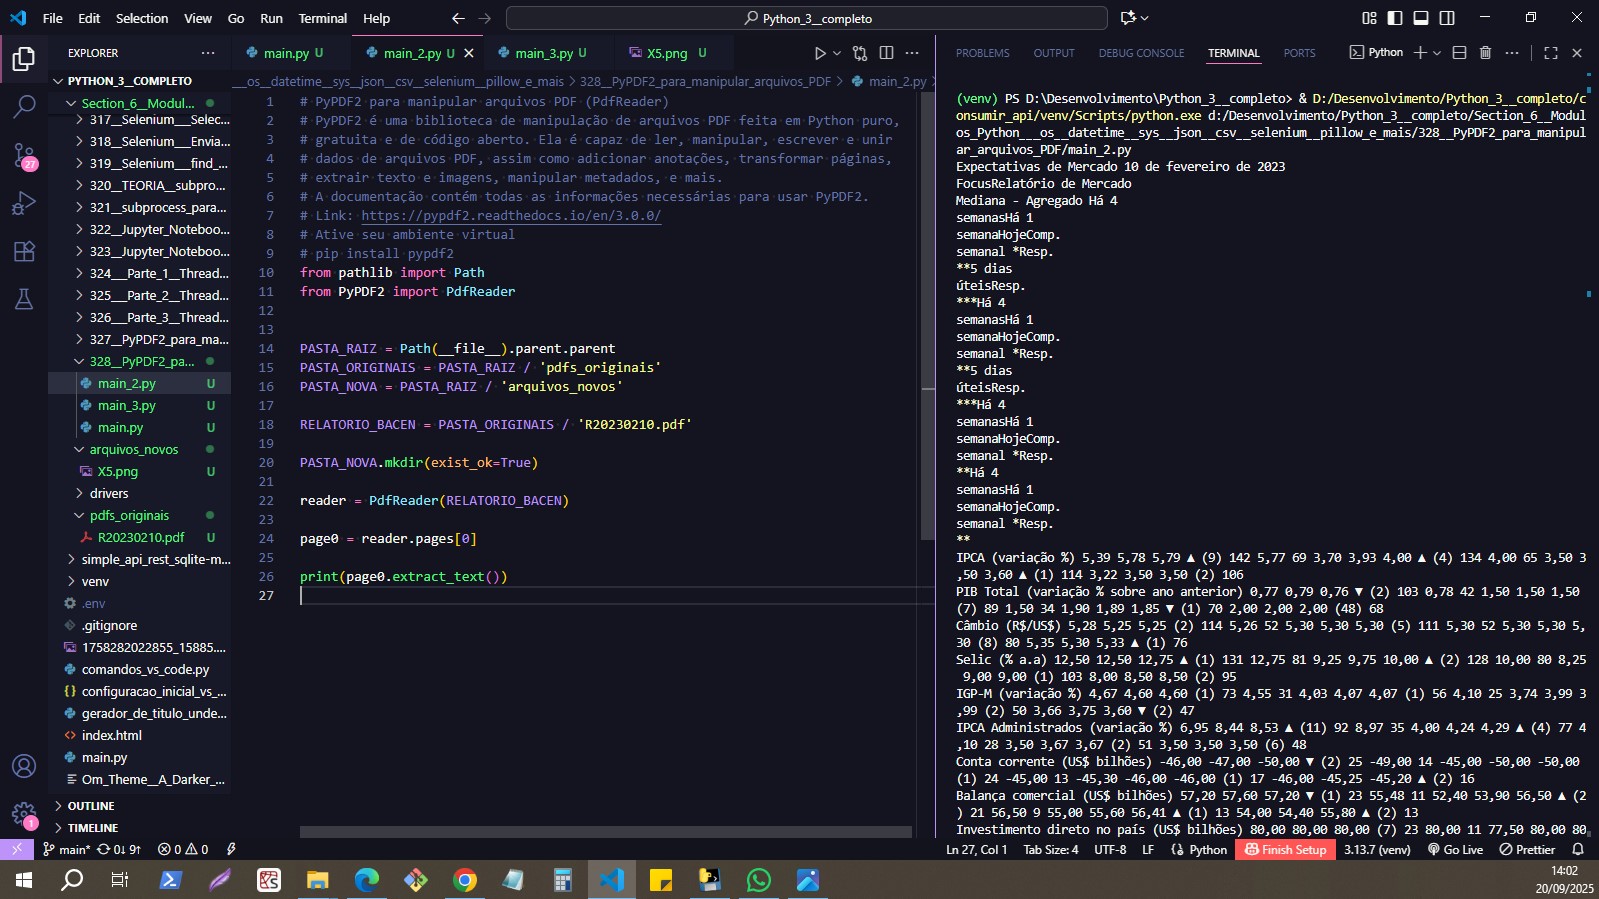 File Edit Selection View Go Run Terminal Help
Python_3__completo
EXPLORER
PYTHON_3__COMPLETO
Section_6__Modul...
317__Selenium___Selec...
318__Selenium___Envia...
319__Selenium___find_...
320__TEORIA__subpro...
321__subprocess_para...
322__Jupyter_Noteboo...
323__Jupyter_Noteboo...
324___Parte_1__Thread...
325___Parte_2__Thread...
326___Parte_3__Thread...
327__PyPDF2_para_ma...
328__PyPDF2_pa...
main_2.py U
main_3.py U
main.py U
arquivos_novos
X5.png U
drivers
pdfs_originais
R20230210.pdf U
simple_api_rest_sqlite-m...
venv
.env
.gitignore
1758282022855_15885....
comandos_vs_code.py
configuracao_inicial_vs_...
gerador_de_titulo_unde...
index.html
main.py
Om_Theme__A_Darker_...
OUTLINE
TIMELINE
27
1
main.py U main_2.py U main_3.py U X5.png U
__os__datetime__sys__json__csv__selenium__pillow_e_mais > 328__PyPDF2_para_manipular_arquivos_PDF > main_2.py >
1 # PyPDF2 para manipular arquivos PDF (PdfReader)
2 # PyPDF2 é uma biblioteca de manipulação de arquivos PDF feita em Python puro,
3 # gratuita e de código aberto. Ela é capaz de ler, manipular, escrever e unir
4 # dados de arquivos PDF, assim como adicionar anotações, transformar páginas,
5 # extrair texto e imagens, manipular metadados, e mais.
6 # A documentação contém todas as informações necessárias para usar PyPDF2.
7 # Link: https://pypdf2.readthedocs.io/en/3.0.0/
8 # Ative seu ambiente virtual
9 # pip install pypdf2
10 from pathlib import Path
11 from PyPDF2 import PdfReader
12
13
14 PASTA_RAIZ = Path(__file__).parent.parent
15 PASTA_ORIGINAIS = PASTA_RAIZ / 'pdfs_originais'
16 PASTA_NOVA = PASTA_RAIZ / 'arquivos_novos'
17
18 RELATORIO_BACEN = PASTA_ORIGINAIS / 'R20230210.pdf'
19
20 PASTA_NOVA.mkdir(exist_ok=True)
21
22 reader = PdfReader(RELATORIO_BACEN)
23
24 page0 = reader.pages[0]
25
26 print(page0.extract_text())
27
PROBLEMS OUTPUT DEBUG CONSOLE TERMINAL PORTS Python
(venv) PS D:\Desenvolvimento\Python_3__completo> & D:/Desenvolvimento/Python_3__completo/c
onsumir_api/venv/Scripts/python.exe d:/Desenvolvimento/Python_3__completo/Section_6__Modul
os_Python___os__datetime__sys__json__csv__selenium__pillow_e_mais/328__PyPDF2_para_manipul
ar_arquivos_PDF/main_2.py
Expectativas de Mercado 10 de fevereiro de 2023
FocusRelatório de Mercado
Mediana - Agregado Há 4
semanasHá 1
semanaHojeComp.
semanal *Resp.
**5 dias
úteisResp.
***Há 4
semanasHá 1
semanaHojeComp.
semanal *Resp.
**5 dias
úteisResp.
***Há 4
semanasHá 1
semanaHojeComp.
semanal *Resp.
**Há 4
semanasHá 1
semanaHojeComp.
semanal *Resp.
**
IPCA (variação %) 5,39 5,78 5,79 ▲ (9) 142 5,77 69 3,70 3,93 4,00 ▲ (4) 134 4,00 65 3,50 3
,50 3,60 ▲ (1) 114 3,22 3,50 3,50 (2) 106
PIB Total (variação % sobre ano anterior) 0,77 0,79 0,76 ▼ (2) 103 0,78 42 1,50 1,50 1,50
(7) 89 1,50 34 1,90 1,89 1,85 ▼ (1) 70 2,00 2,00 2,00 (48) 68
Câmbio (R$/US$) 5,28 5,25 5,25 (2) 114 5,26 52 5,30 5,30 5,30 (5) 111 5,30 52 5,30 5,30 5,
30 (8) 80 5,35 5,30 5,33 ▲ (1) 76
Selic (% a.a) 12,50 12,50 12,75 ▲ (1) 131 12,75 81 9,25 9,75 10,00 ▲ (2) 128 10,00 80 8,25
9,00 9,00 (1) 103 8,00 8,50 8,50 (2) 95
IGP-M (variação %) 4,67 4,60 4,60 (1) 73 4,55 31 4,03 4,07 4,07 (1) 56 4,10 25 3,74 3,99 3
,99 (2) 50 3,66 3,75 3,60 ▼ (2) 47
IPCA Administrados (variação %) 6,95 8,44 8,53 ▲ (11) 92 8,97 35 4,00 4,24 4,29 ▲ (4) 77 4
,10 28 3,50 3,67 3,67 (2) 51 3,50 3,50 3,50 (6) 48
Conta corrente (US$ bilhões) -46,00 -47,00 -50,00 ▼ (2) 25 -49,00 14 -45,00 -50,00 -50,00
(1) 24 -45,00 13 -45,30 -46,00 -46,00 (1) 17 -46,00 -45,25 -45,20 ▲ (2) 16
Balança comercial (US$ bilhões) 57,20 57,60 57,20 ▼ (1) 23 55,48 11 52,40 53,90 56,50 ▲ (2
) 21 56,50 9 55,00 55,60 56,41 ▲ (1) 13 54,00 54,40 55,80 ▲ (2) 13
Investimento direto no país (US$ bilhões) 80,00 80,00 80,00 (7) 23 80,00 11 77,50 80,00 80
main* 0↓ 9↑ 0 0 Ln 27, Col 1 Tab Size: 4 UTF-8 LF Python Finish Setup 3.13.7 (venv) Go Live Prettier
14:02
20/09/2025